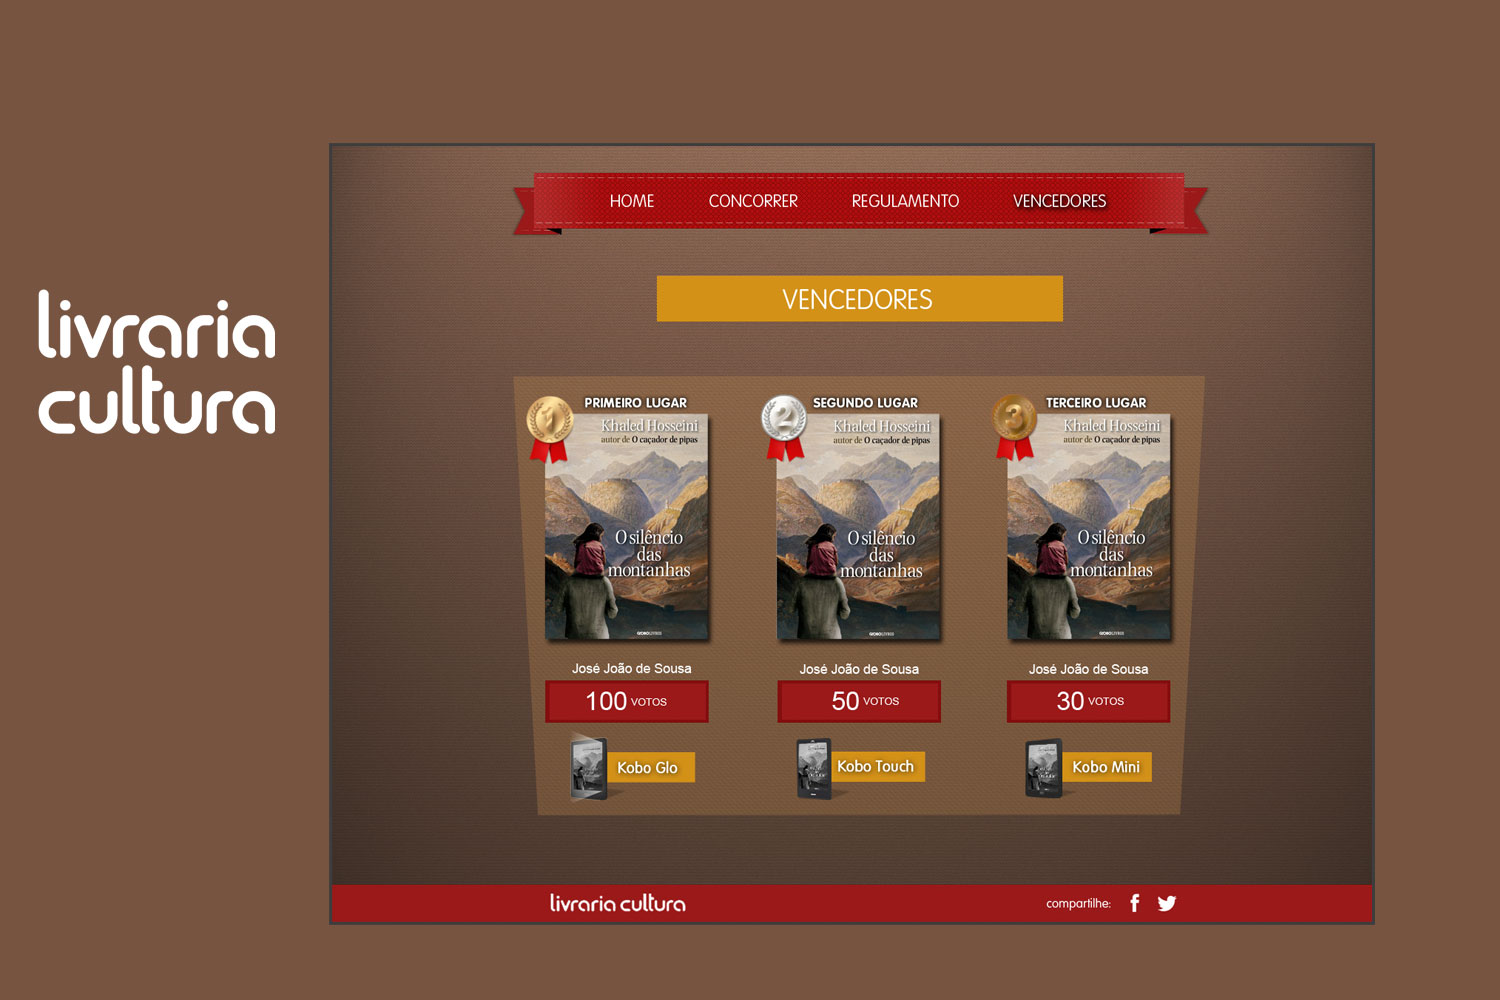 livraria
cultura
HOME CONCORRER REGULAMENTO VENCEDORES
VENCEDORES
1 PRIMEIRO LUGAR
Khaled Hosseini
autor de O caçador de pipas
O silêncio
das
montanhas
GLOBOLIVROS
José João de Sousa
100 VOTOS
Kobo Glo
2 SEGUNDO LUGAR
Khaled Hosseini
autor de O caçador de pipas
O silêncio
das
montanhas
GLOBOLIVROS
José João de Sousa
50 VOTOS
Kobo Touch
3 TERCEIRO LUGAR
Khaled Hosseini
autor de O caçador de pipas
O silêncio
das
montanhas
GLOBOLIVROS
José João de Sousa
30 VOTOS
Kobo Mini
livraria cultura
compartilhe: